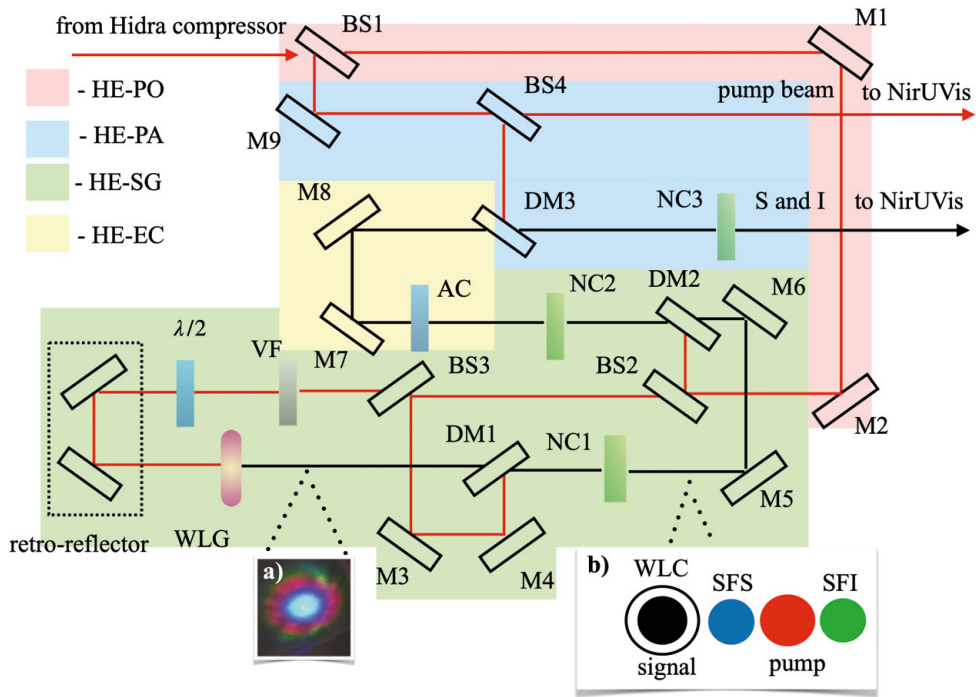 from Hidra compressor
BS1
M1
- HE-PO
BS4
pump beam
to NirUVis
- HE-PA
M9
- HE-SG
M8
DM3
NC3
S and I
to NirUVis
- HE-EC
AC
NC2
DM2
M6
λ/2
VF
M7
BS3
BS2
M2
DM1
NC1
M5
retro-reflector
WLG
M3
M4
a)
b)
WLC
SFS
SFI
signal
pump